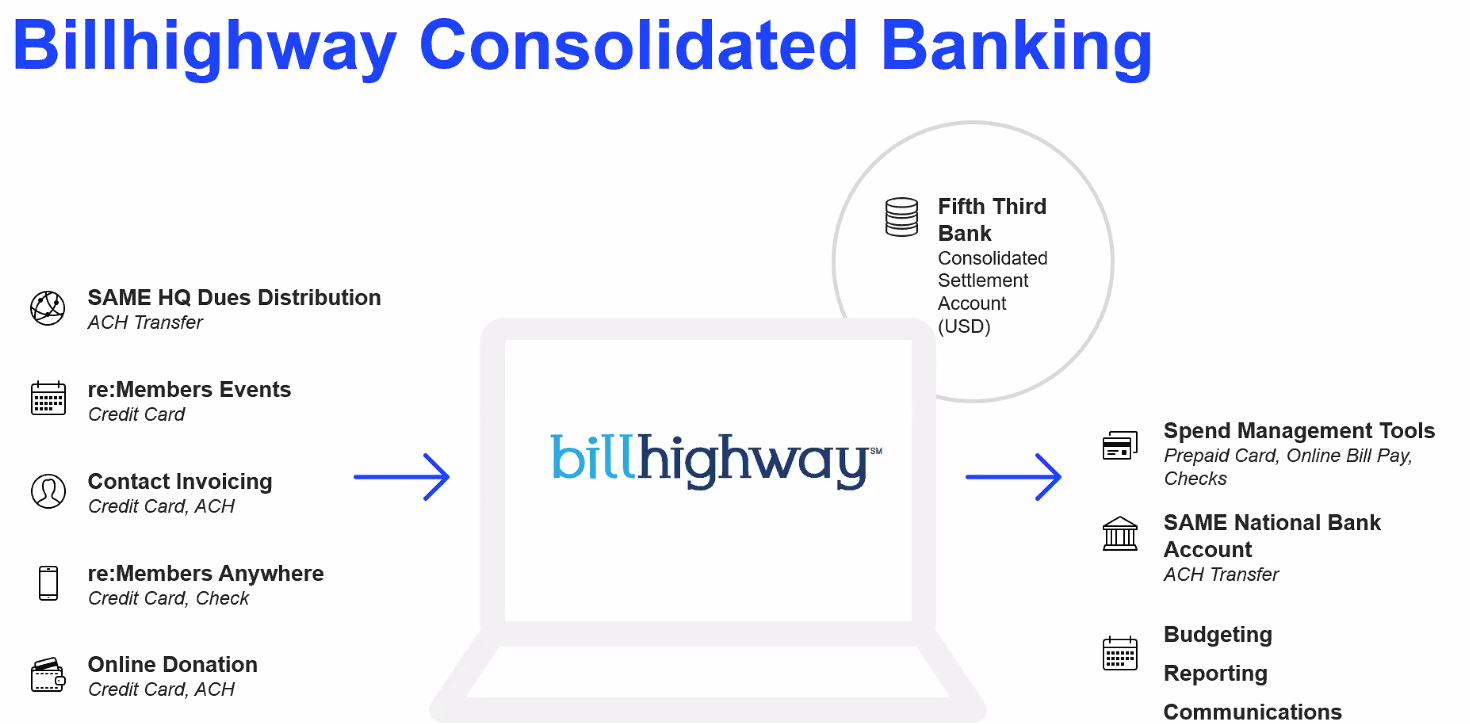 Billhighway Consolidated Banking
Fifth Third
Bank
Consolidated
Settlement
Account
(USD)
SAME HQ Dues Distribution
ACH Transfer
re:Members Events
Credit Card
Contact Invoicing
Credit Card, ACH
re:Members Anywhere
Credit Card, Check
Online Donation
Credit Card, ACH
billhighway℠
Spend Management Tools
Prepaid Card, Online Bill Pay,
Checks
SAME National Bank
Account
ACH Transfer
Budgeting
Reporting
Communications